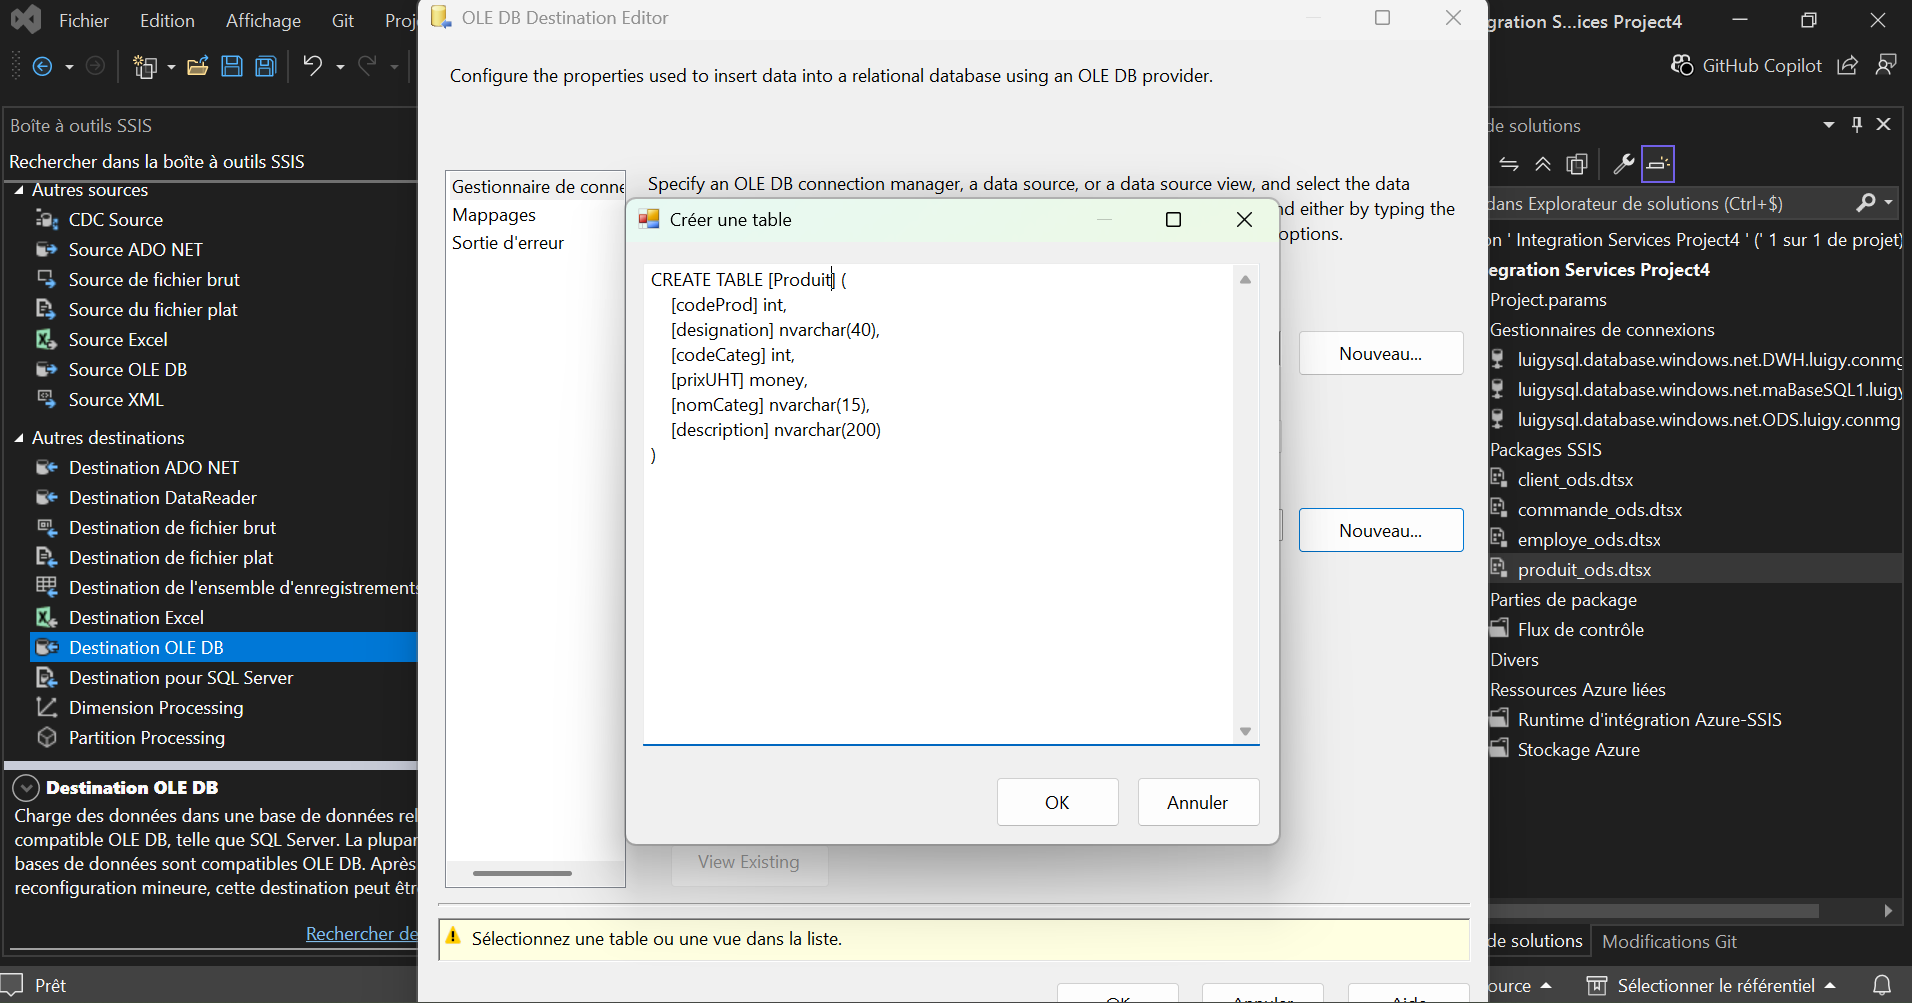 Fichier Edition Affichage Git
OLE DB Destination Editor
Project4
GitHub Copilot
Configure the properties used to insert data into a relational database using an OLE DB provider.
Boîte à outils SSIS
Rechercher dans la boîte à outils SSIS
Autres sources
CDC Source
Source ADO NET
Source de fichier brut
Source du fichier plat
Source Excel
Source OLE DB
Source XML
Autres destinations
Destination ADO NET
Destination DataReader
Destination de fichier brut
Destination de fichier plat
Destination de l'ensemble d'enregistrements
Destination Excel
Destination OLE DB
Destination pour SQL Server
Dimension Processing
Partition Processing
Destination OLE DB
Charge des données dans une base de données
compatible OLE DB, telle que SQL Server. La
bases de données sont compatibles OLE DB. Après
reconfiguration mineure, cette destination peut
Rechercher
Prêt
Gestionnaire de
Mappages
Sortie d'erreur
Specify an OLE DB connection manager, a data source, or a data source view, and select the data
either by typing the
options.
Créer une table
CREATE TABLE [Produit] (
[codeProd] int,
[designation] nvarchar(40),
[codeCateg] int,
[prixUHT] money,
[nomCateg] nvarchar(15),
[description] nvarchar(200)
)
OK
Annuler
Nouveau...
Nouveau...
View Existing
Sélectionnez une table ou une vue dans la liste.
OK Annuler Aide
de solutions
dans Explorateur de solutions (Ctrl+$)
' Integration Services Project4 ' (' 1 sur 1 de projet)
Services Project4
Project.params
Gestionnaires de connexions
luigysql.database.windows.net.DWH.luigy.conmg
luigysql.database.windows.net.maBaseSQL1.luigy
luigysql.database.windows.net.ODS.luigy.conmg
Packages SSIS
client_ods.dtsx
commande_ods.dtsx
employe_ods.dtsx
produit_ods.dtsx
Parties de package
Flux de contrôle
Divers
Ressources Azure liées
Runtime d'intégration Azure-SSIS
Stockage Azure
de solutions
Modifications Git
Sélectionner le référentiel